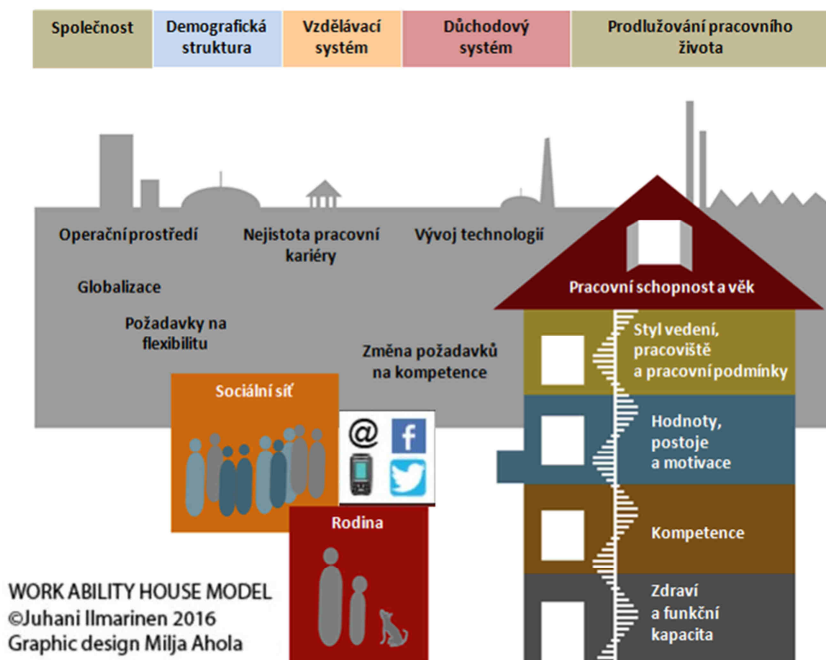 Společnost
Demografická
struktura
Vzdělávací
systém
Důchodový
systém
Prodlužování pracovního
života
Operační prostředí
Nejistota pracovní
kariéry
Vývoj technologií
Globalizace
Požadavky na
flexibilitu
Změna požadavků
na kompetence
Pracovní schopnost a věk
Styl vedení,
pracoviště
a pracovní podmínky
Sociální síť
@
f
Hodnoty,
postoje
a motivace
Rodina
Kompetence
Zdraví
a funkční
kapacita
WORK ABILITY HOUSE MODEL
©Juhani Ilmarinen 2016
Graphic design Milja Ahola